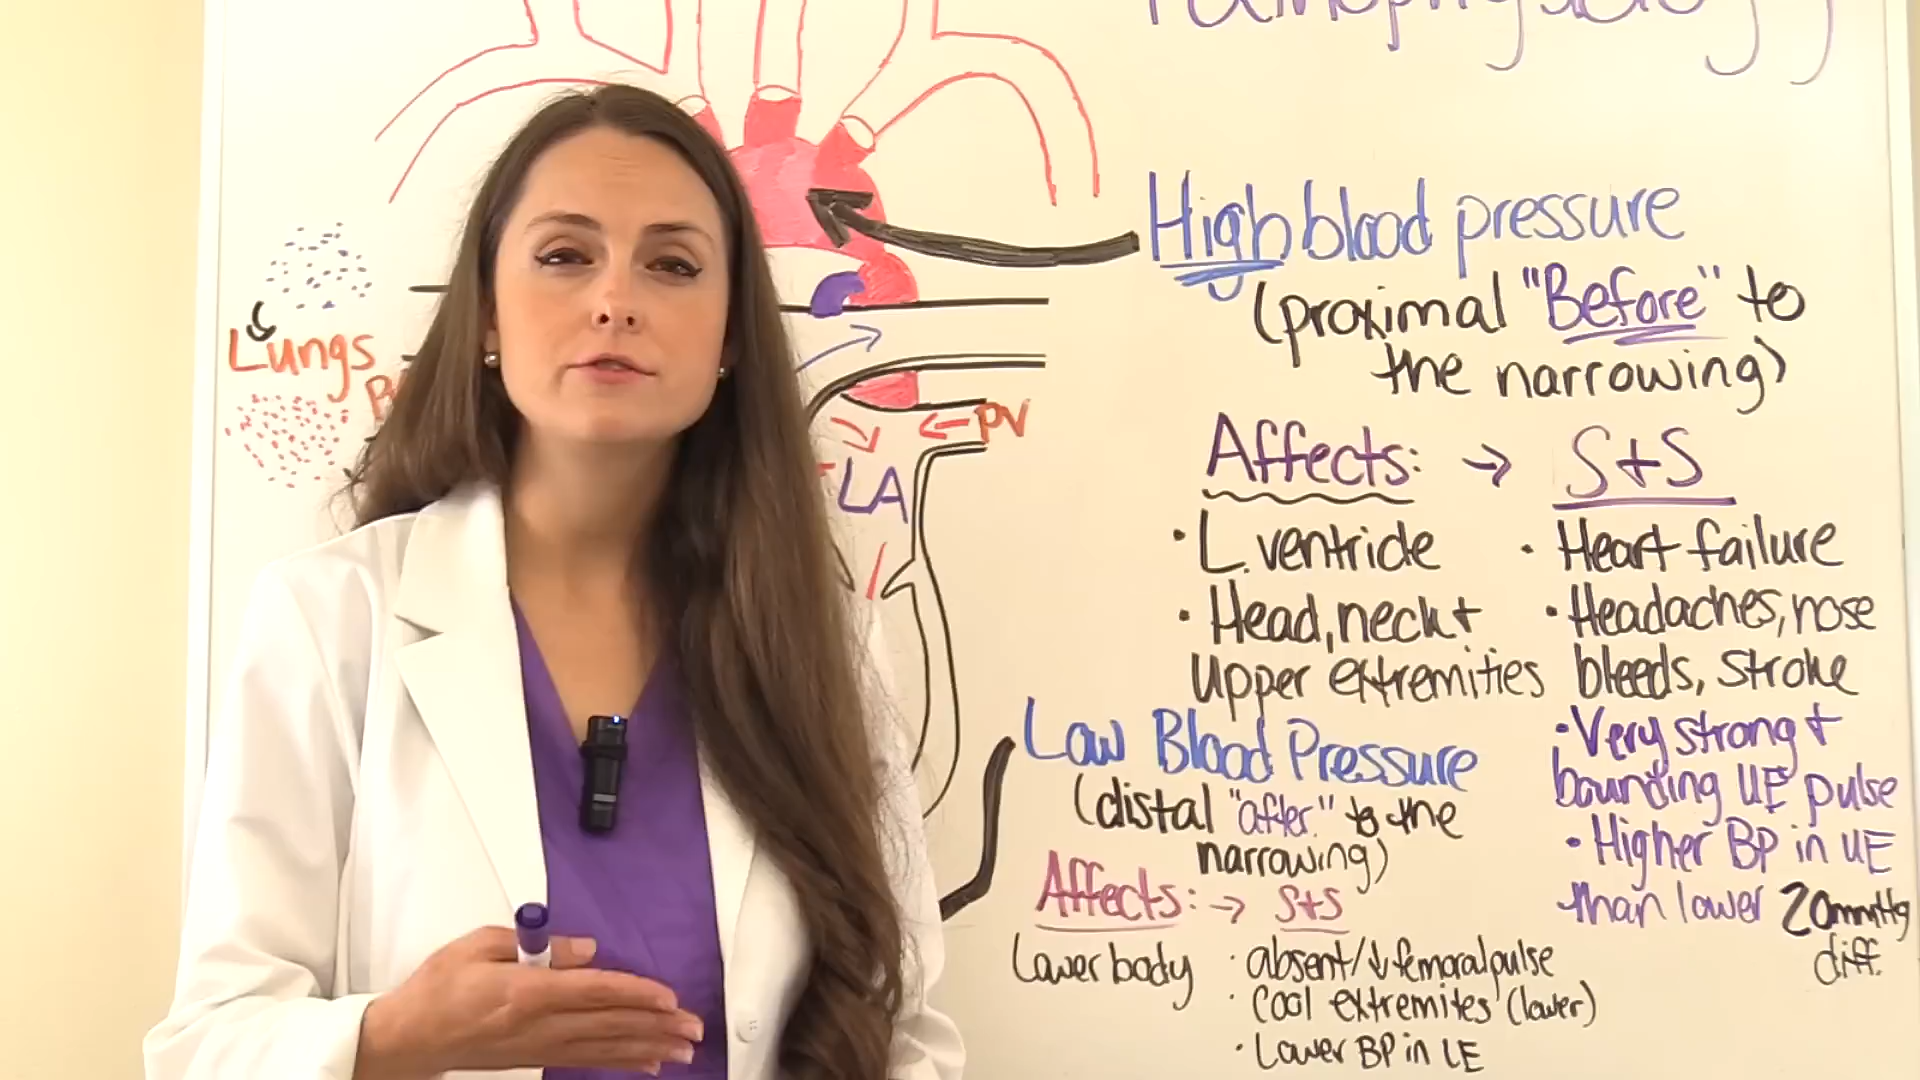 Pathophysiology
High blood pressure
(proximal "Before" to
the narrowing)
Affects: → S+S
• L. ventricle • Heart failure
• Head, neck + • Headaches, nose
upper extremities bleeds, stroke
• Very strong +
bounding UE pulse
• Higher BP in UE
than lower 20mmHg
diff.
Low Blood Pressure
(distal "after" to the
narrowing)
Affects: → S+S
Lower body • absent/↓ femoral pulse
• Cool extremites (lower)
• Lower BP in LE
Lungs
PV
LA